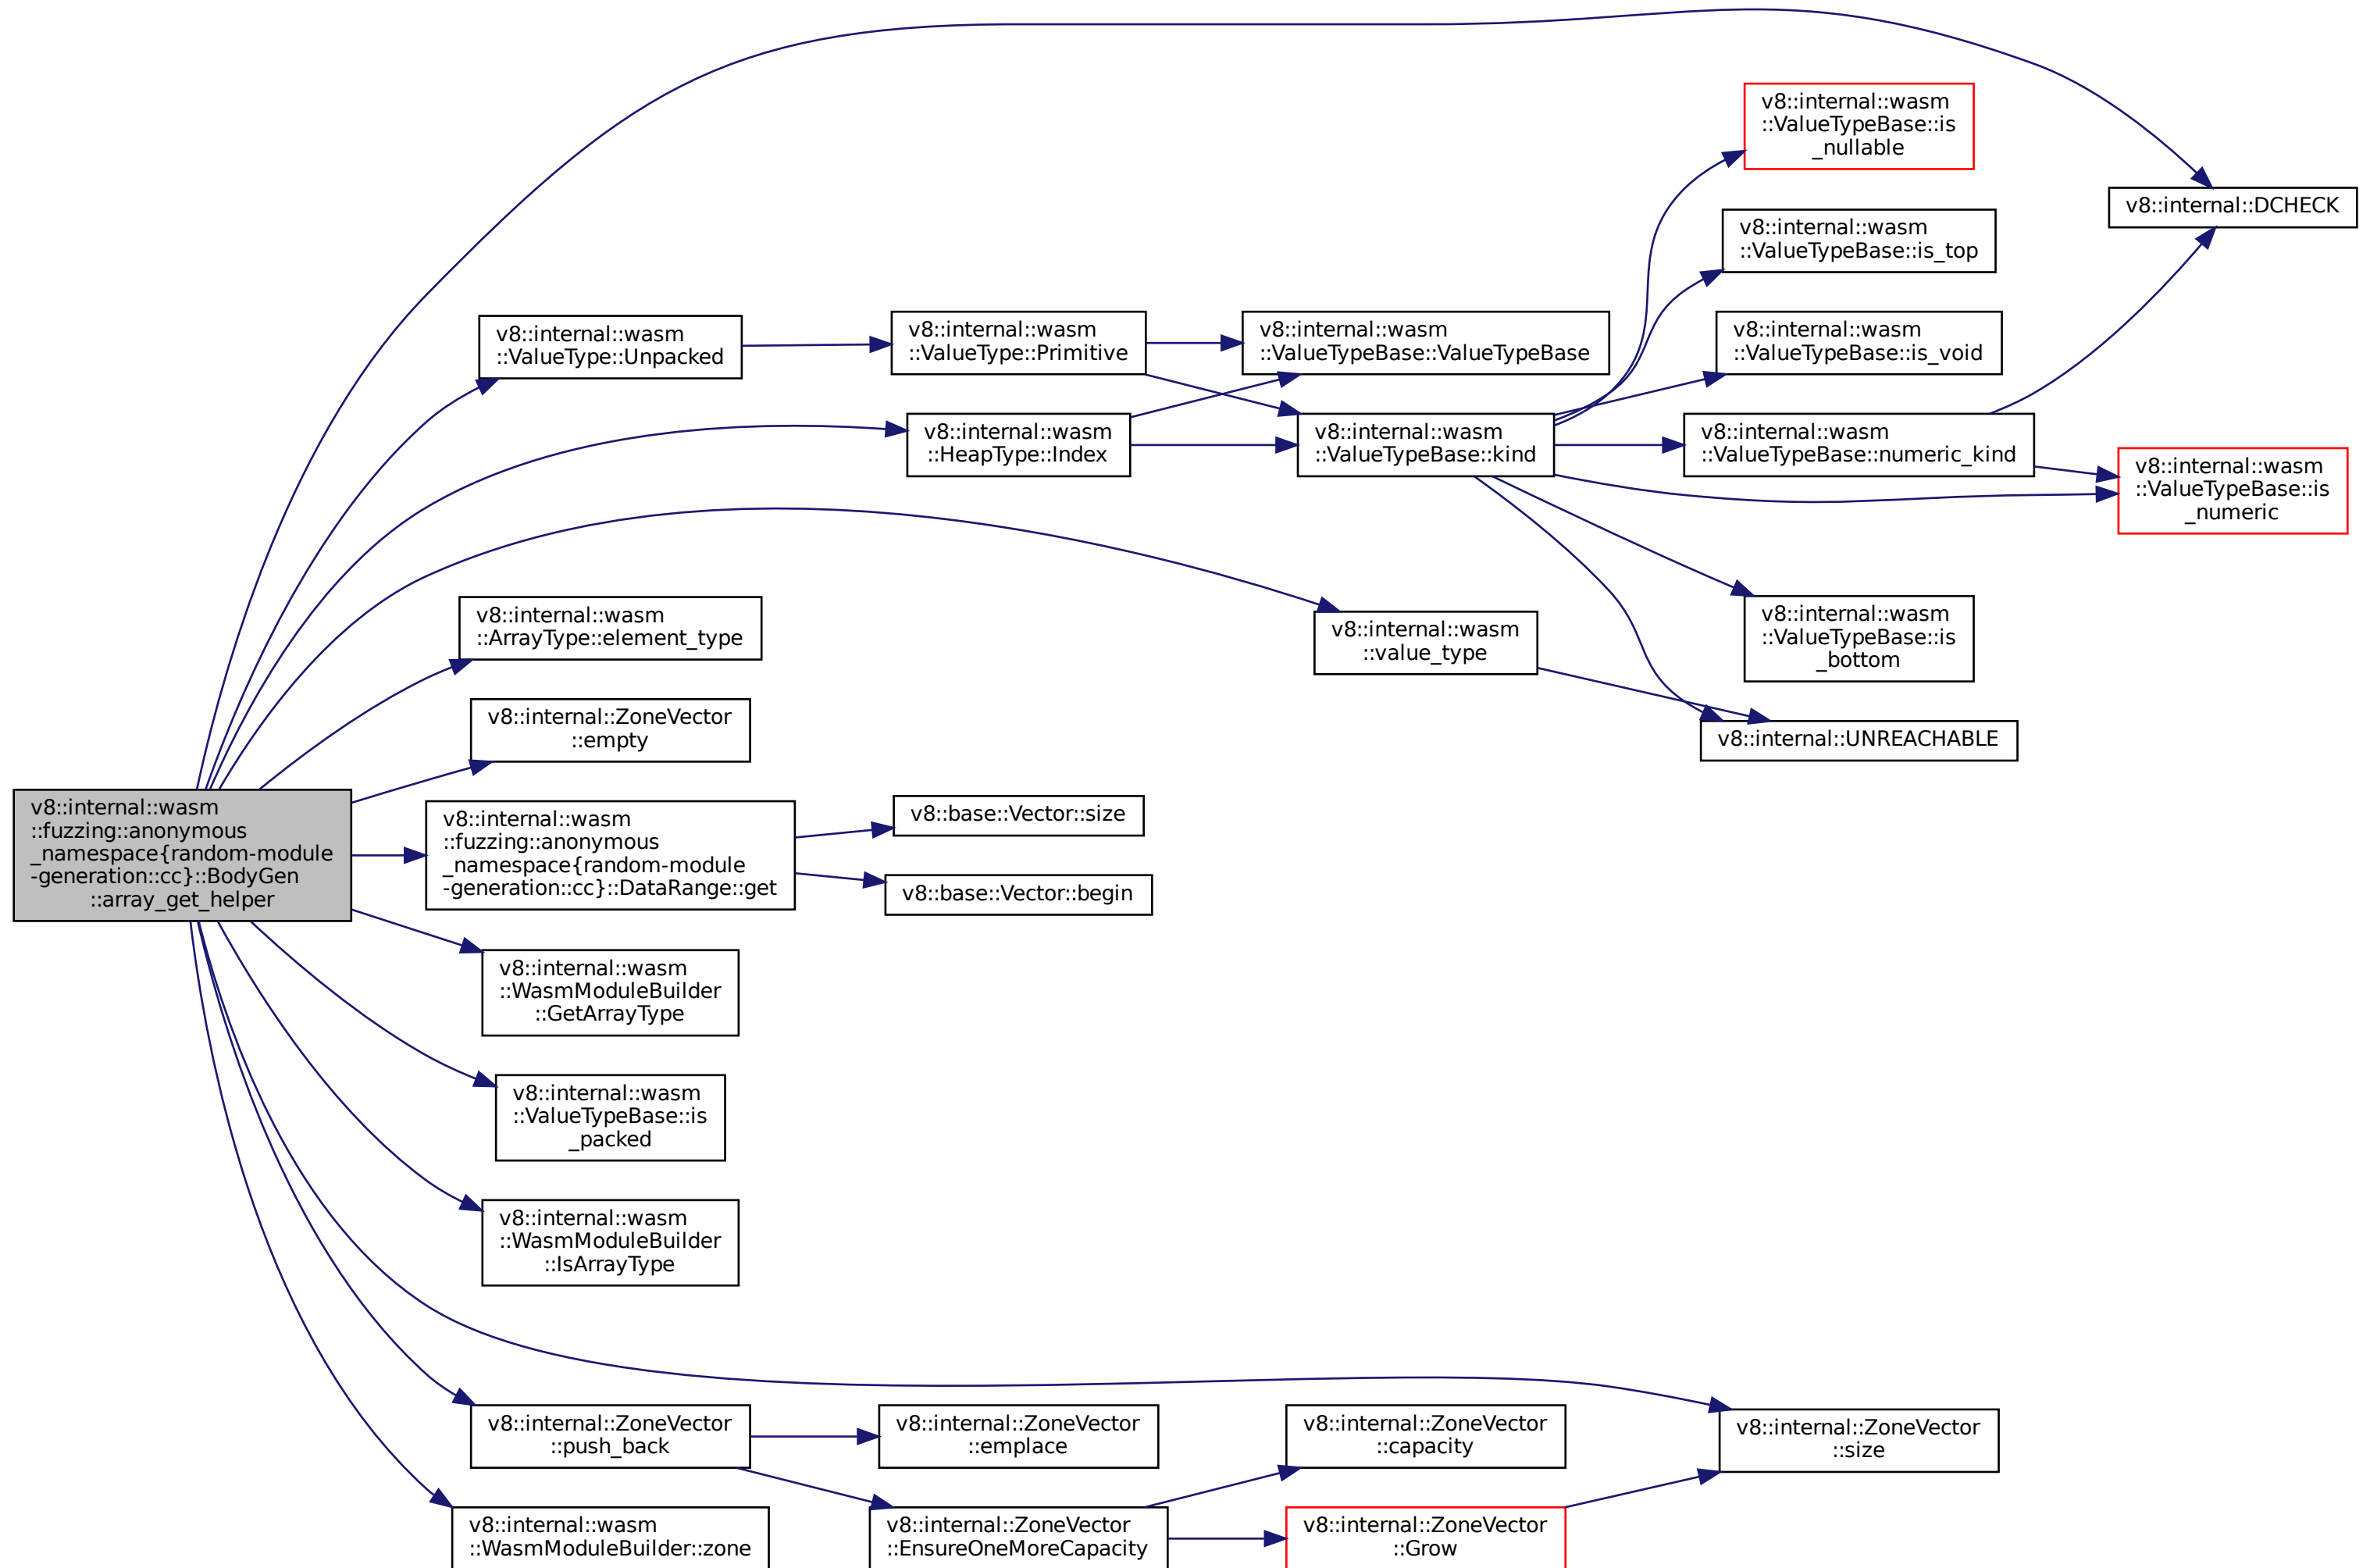 v8::internal::wasm
::ValueTypeBase::is
_nullable
v8::internal::DCHECK
v8::internal::wasm
::ValueTypeBase::is_top
v8::internal::wasm
::ValueType::Unpacked
v8::internal::wasm
::ValueType::Primitive
v8::internal::wasm
::ValueTypeBase::ValueTypeBase
v8::internal::wasm
::ValueTypeBase::is_void
v8::internal::wasm
::HeapType::Index
v8::internal::wasm
::ValueTypeBase::kind
v8::internal::wasm
::ValueTypeBase::numeric_kind
v8::internal::wasm
::ValueTypeBase::is
_numeric
v8::internal::wasm
::ArrayType::element_type
v8::internal::wasm
::value_type
v8::internal::wasm
::ValueTypeBase::is
_bottom
v8::internal::ZoneVector
::empty
v8::internal::UNREACHABLE
v8::internal::wasm
::fuzzing::anonymous
_namespace{random-module
-generation::cc}::BodyGen
::array_get_helper
v8::internal::wasm
::fuzzing::anonymous
_namespace{random-module
-generation::cc}::DataRange::get
v8::base::Vector::size
v8::base::Vector::begin
v8::internal::wasm
::WasmModuleBuilder
::GetArrayType
v8::internal::wasm
::ValueTypeBase::is
_packed
v8::internal::wasm
::WasmModuleBuilder
::IsArrayType
v8::internal::ZoneVector
::push_back
v8::internal::ZoneVector
::emplace
v8::internal::ZoneVector
::capacity
v8::internal::ZoneVector
::size
v8::internal::wasm
::WasmModuleBuilder::zone
v8::internal::ZoneVector
::EnsureOneMoreCapacity
v8::internal::ZoneVector
::Grow